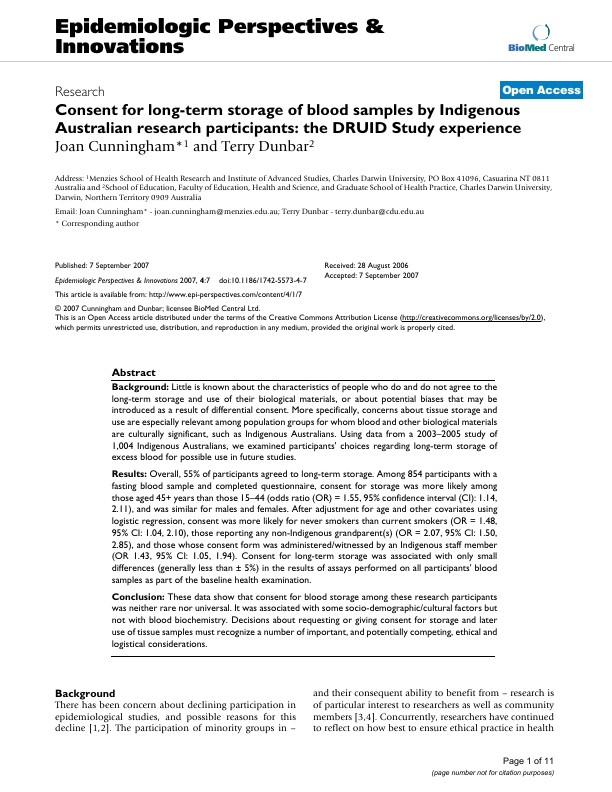 Epidemiologic Perspectives &
Innovations
BioMed Central
Research
Open Access
Consent for long-term storage of blood samples by Indigenous
Australian research participants: the DRUID Study experience
Joan Cunningham*1 and Terry Dunbar2
Address: 1Menzies School of Health Research and Institute of Advanced Studies, Charles Darwin University, PO Box 41096, Casuarina NT 0811
Australia and 2School of Education, Faculty of Education, Health and Science, and Graduate School of Health Practice, Charles Darwin University,
Darwin, Northern Territory 0909 Australia
Email: Joan Cunningham* - joan.cunningham@menzies.edu.au; Terry Dunbar - terry.dunbar@cdu.edu.au
* Corresponding author
Published: 7 September 2007
Epidemiologic Perspectives & Innovations 2007, 4:7 doi:10.1186/1742-5573-4-7
This article is available from: http://www.epi-perspectives.com/content/4/1/7
Received: 28 August 2006
Accepted: 7 September 2007
© 2007 Cunningham and Dunbar; licensee BioMed Central Ltd.
This is an Open Access article distributed under the terms of the Creative Commons Attribution License (http://creativecommons.org/licenses/by/2.0),
which permits unrestricted use, distribution, and reproduction in any medium, provided the original work is properly cited.
Abstract
Background: Little is known about the characteristics of people who do and do not agree to the
long-term storage and use of their biological materials, or about potential biases that may be
introduced as a result of differential consent. More specifically, concerns about tissue storage and
use are especially relevant among population groups for whom blood and other biological materials
are culturally significant, such as Indigenous Australians. Using data from a 2003–2005 study of
1,004 Indigenous Australians, we examined participants' choices regarding long-term storage of
excess blood for possible use in future studies.
Results: Overall, 55% of participants agreed to long-term storage. Among 854 participants with a
fasting blood sample and completed questionnaire, consent for storage was more likely among
those aged 45+ years than those 15–44 (odds ratio (OR) = 1.55, 95% confidence interval (CI): 1.14,
2.11), and was similar for males and females. After adjustment for age and other covariates using
logistic regression, consent was more likely for never smokers than current smokers (OR = 1.48,
95% CI: 1.04, 2.10), those reporting any non-Indigenous grandparent(s) (OR = 2.07, 95% CI: 1.50,
2.85), and those whose consent form was administered/witnessed by an Indigenous staff member
(OR 1.43, 95% CI: 1.05, 1.94). Consent for long-term storage was associated with only small
differences (generally less than ± 5%) in the results of assays performed on all participants' blood
samples as part of the baseline health examination.
Conclusion: These data show that consent for blood storage among these research participants
was neither rare nor universal. It was associated with some socio-demographic/cultural factors but
not with blood biochemistry. Decisions about requesting or giving consent for storage and later
use of tissue samples must recognize a number of important, and potentially competing, ethical and
logistical considerations.
Background
There has been concern about declining participation in
epidemiological studies, and possible reasons for this
decline [1,2]. The participation of minority groups in –
and their consequent ability to benefit from – research is
of particular interest to researchers as well as community
members [3,4]. Concurrently, researchers have continued
to reflect on how best to ensure ethical practice in health
Page 1 of 11
(page number not for citation purposes)